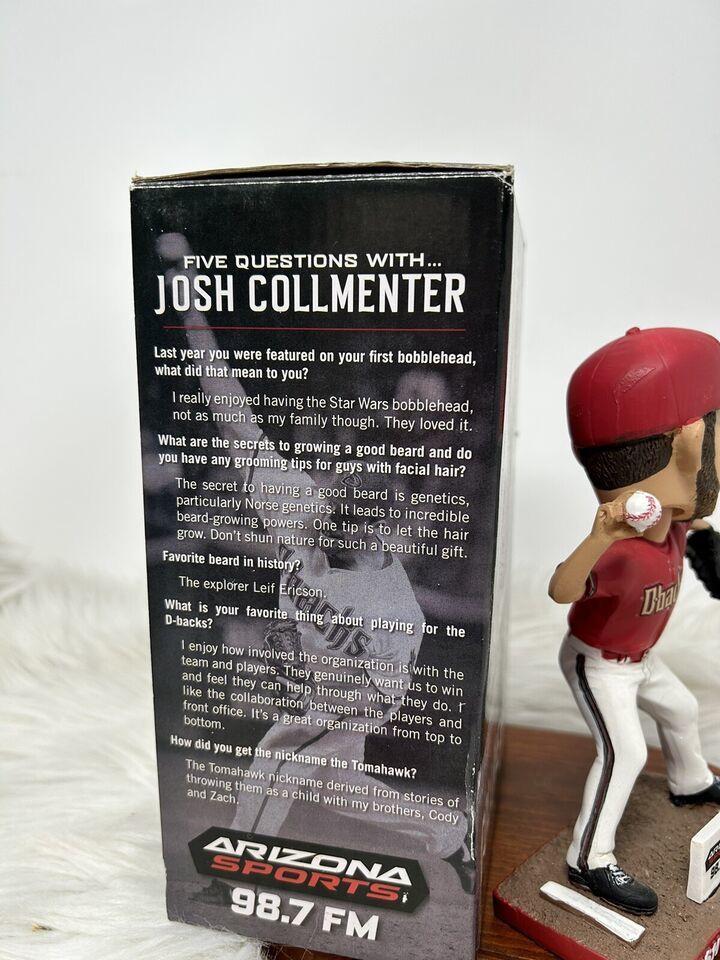 FIVE QUESTIONS WITH...
JOSH COLLMENTER
Last year you were featured on your first bobblehead,
what did that mean to you?
I really enjoyed having the Star Wars bobblehead,
not as much as my family though. They loved it.
What are the secrets to growing a good beard and do
you have any grooming tips for guys with facial hair?
The secret to having a good beard is genetics,
particularly Norse genetics. It leads to incredible
beard-growing powers. One tip is to let the hair
grow. Don't shun nature for such a beautiful gift.
Favorite beard in history?
The explorer Leif Ericson.
What is your favorite thing about playing for the
D-backs?
I enjoy how involved the organization is with the
team and players. They genuinely want us to win
and feel they can help through what they do. I
like the collaboration between the players and
front office. It's a great organization from top to
bottom.
How did you get the nickname the Tomahawk?
The Tomahawk nickname derived from stories of
throwing them as a child with my brothers, Cody
and Zach.
ARIZONA
SPORTS
98.7 FM
Dbac